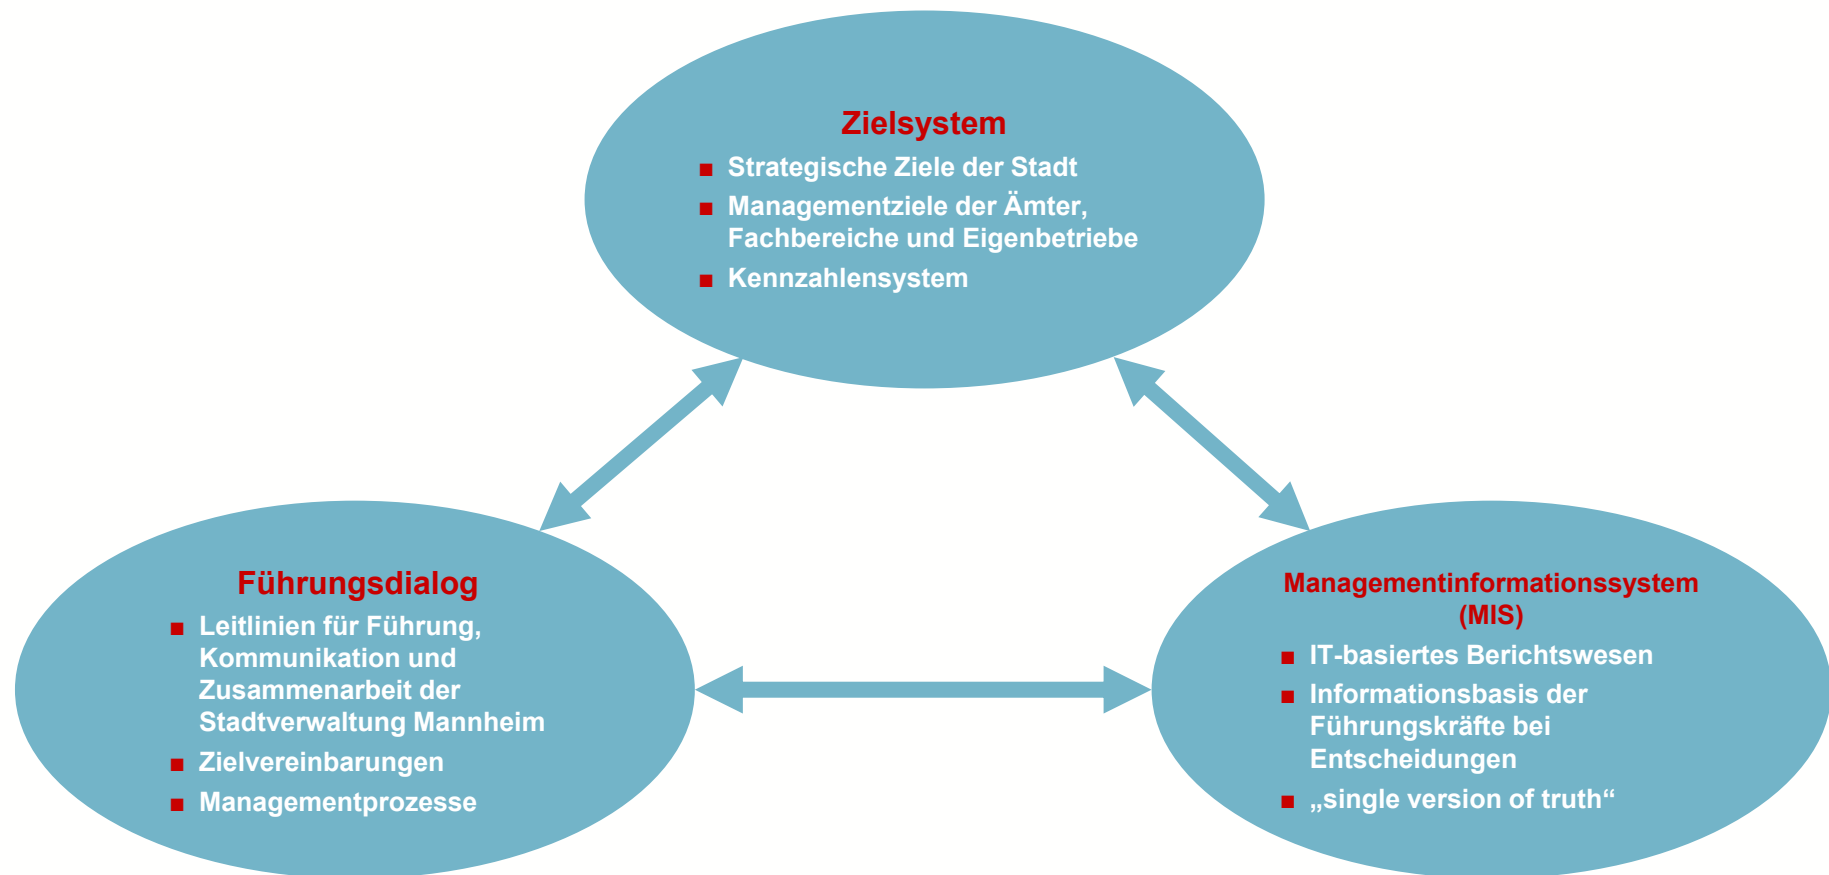 Zielsystem
■ Strategische Ziele der Stadt
■ Managementziele der Ämter,
Fachbereiche und Eigenbetriebe
■ Kennzahlensystem
Führungsdialog
■ Leitlinien für Führung,
Kommunikation und
Zusammenarbeit der
Stadtverwaltung Mannheim
■ Zielvereinbarungen
■ Managementprozesse
Managementinformationssystem
(MIS)
■ IT-basiertes Berichtswesen
■ Informationsbasis der
Führungskräfte bei
Entscheidungen
■ „single version of truth“